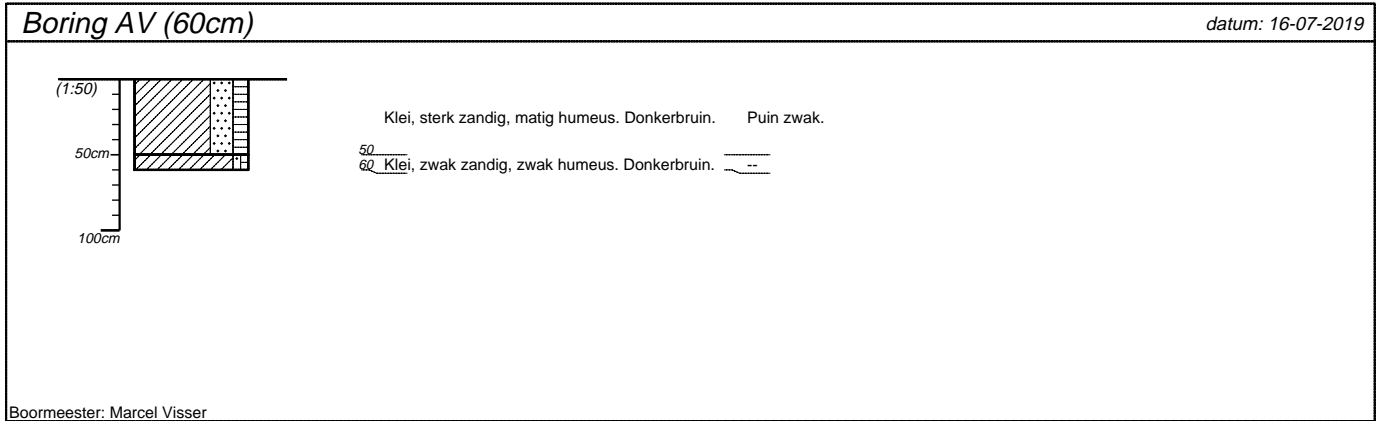 Boring AV (60cm) datum: 16-07-2019
(1:50)
Klei, sterk zandig, matig humeus. Donkerbruin. Puin zwak.
50cm 50
60 Klei, zwak zandig, zwak humeus. Donkerbruin. --
100cm
Boormeester: Marcel Visser